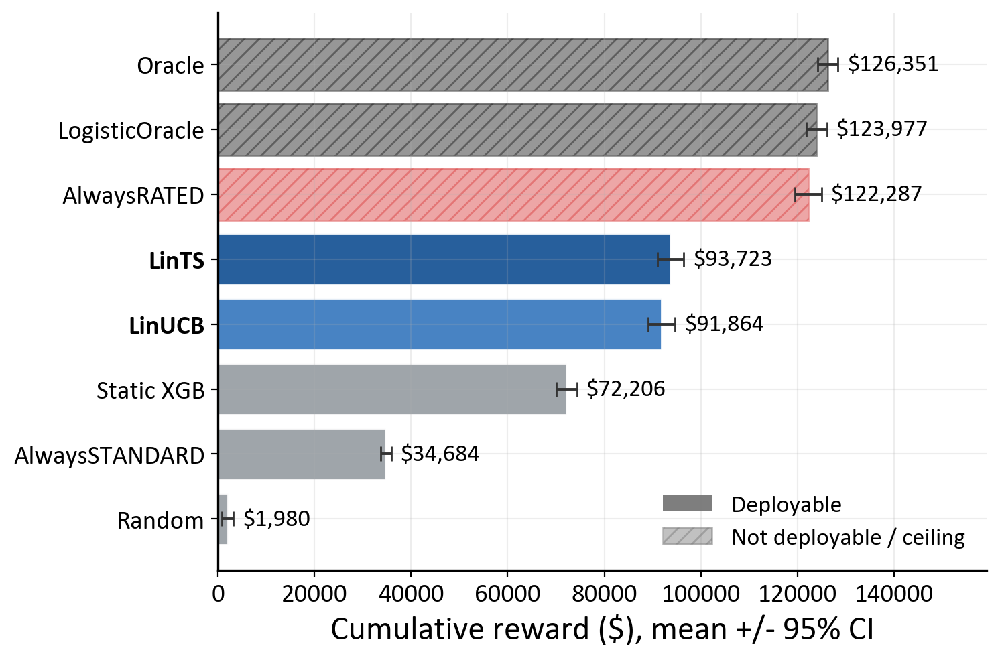 Oracle
$126,351
LogisticOracle
$123,977
AlwaysRATED
$122,287
LinTS
$93,723
LinUCB
$91,864
Static XGB
$72,206
AlwaysSTANDARD
$34,684
Random
$1,980
Deployable
Not deployable / ceiling
0 20000 40000 60000 80000 100000 120000 140000
Cumulative reward ($), mean +/- 95% CI